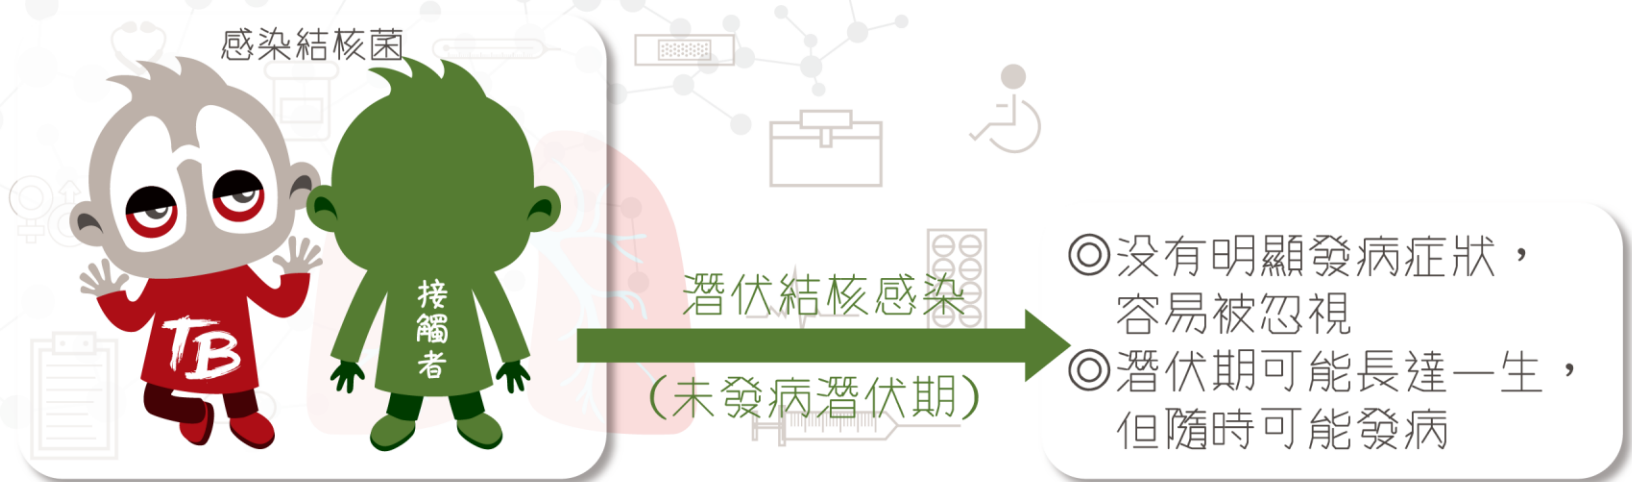 感染結核菌
TB
接觸者
潛伏結核感染
(未發病潛伏期)
◎没有明顯發病症狀，
容易被忽視
◎潛伏期可能長達一生，
但隨時可能發病